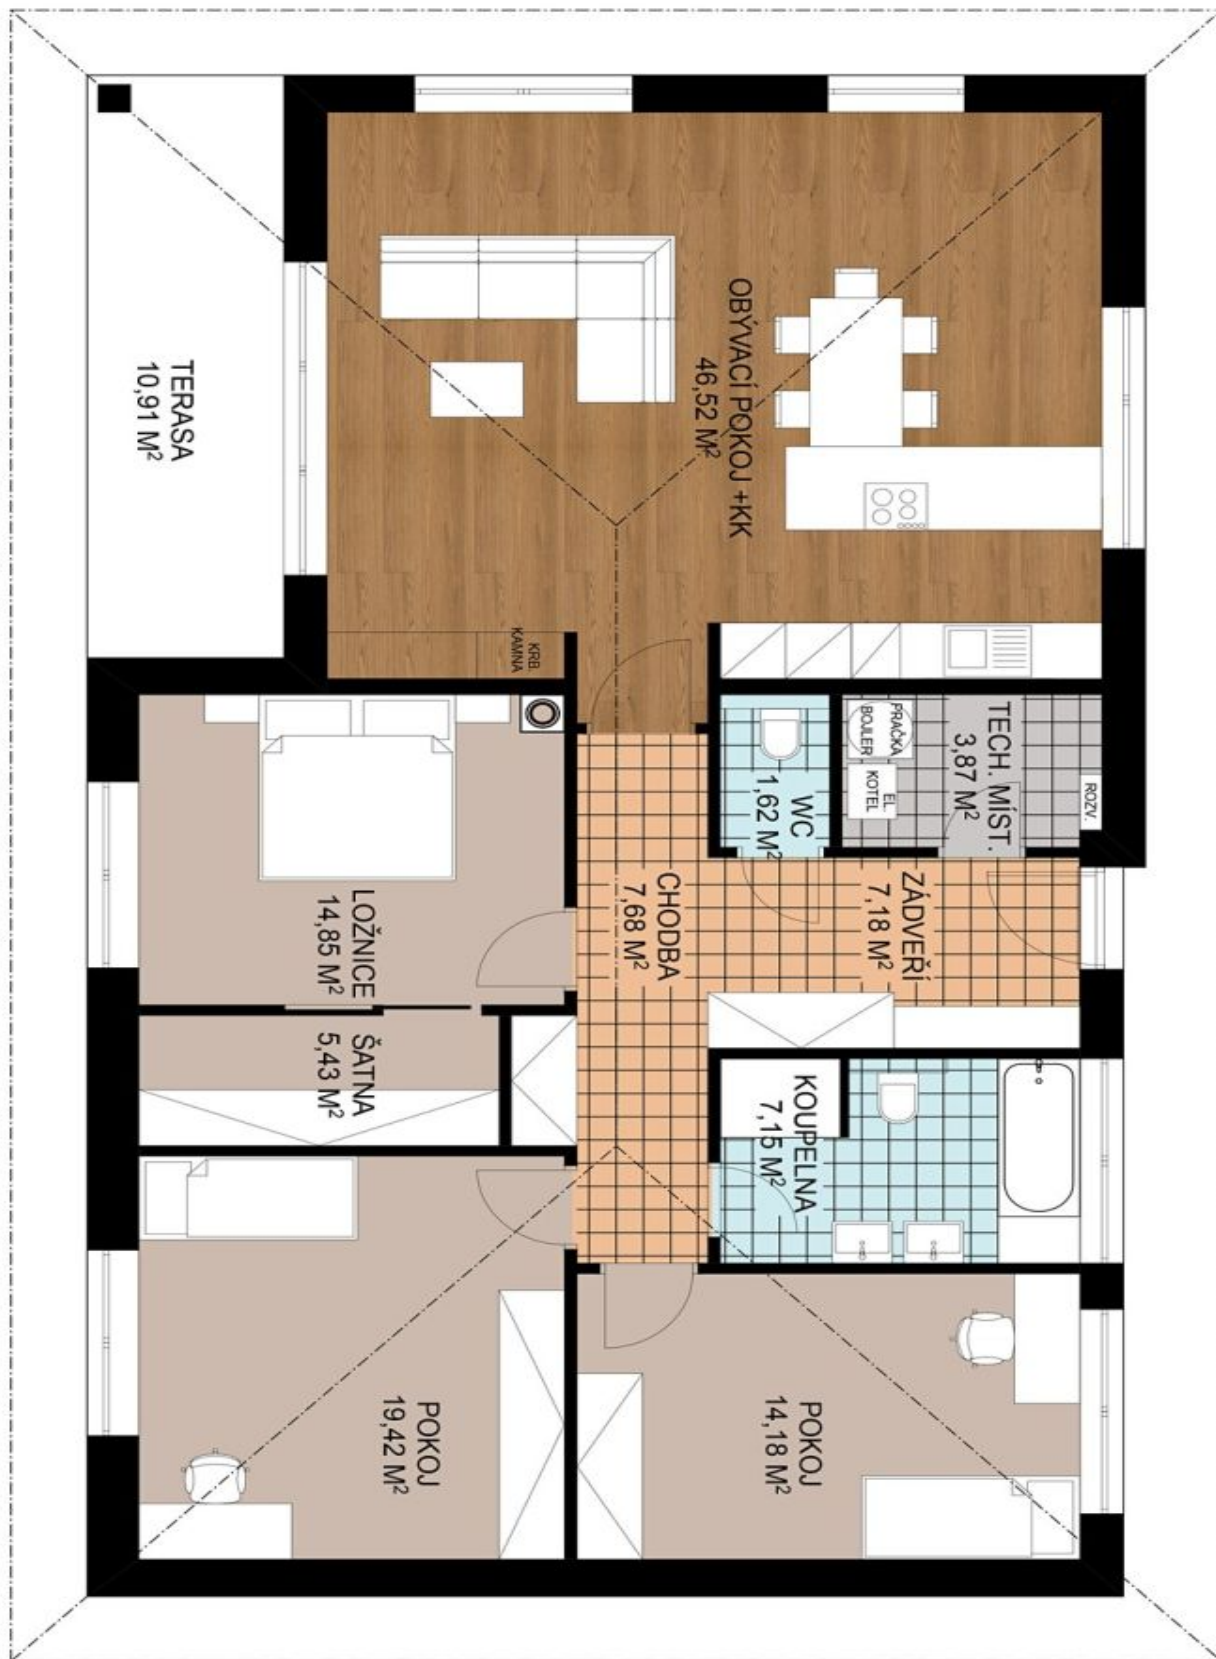 OBÝVACÍ POKOJ +KK
46,52 M²
TERASA
10,91 M²
KRB.
KAMNA
TECH. MÍST.
3,87 M²
ROZV.
PRAČKA
BOJLER
EL.
KOTEL
WC
1,62 M²
ZÁDVEŘÍ
7,18 M²
CHODBA
7,68 M²
LOŽNICE
14,85 M²
ŠATNA
5,43 M²
KOUPELNA
7,15 M²
POKOJ
14,18 M²
POKOJ
19,42 M²